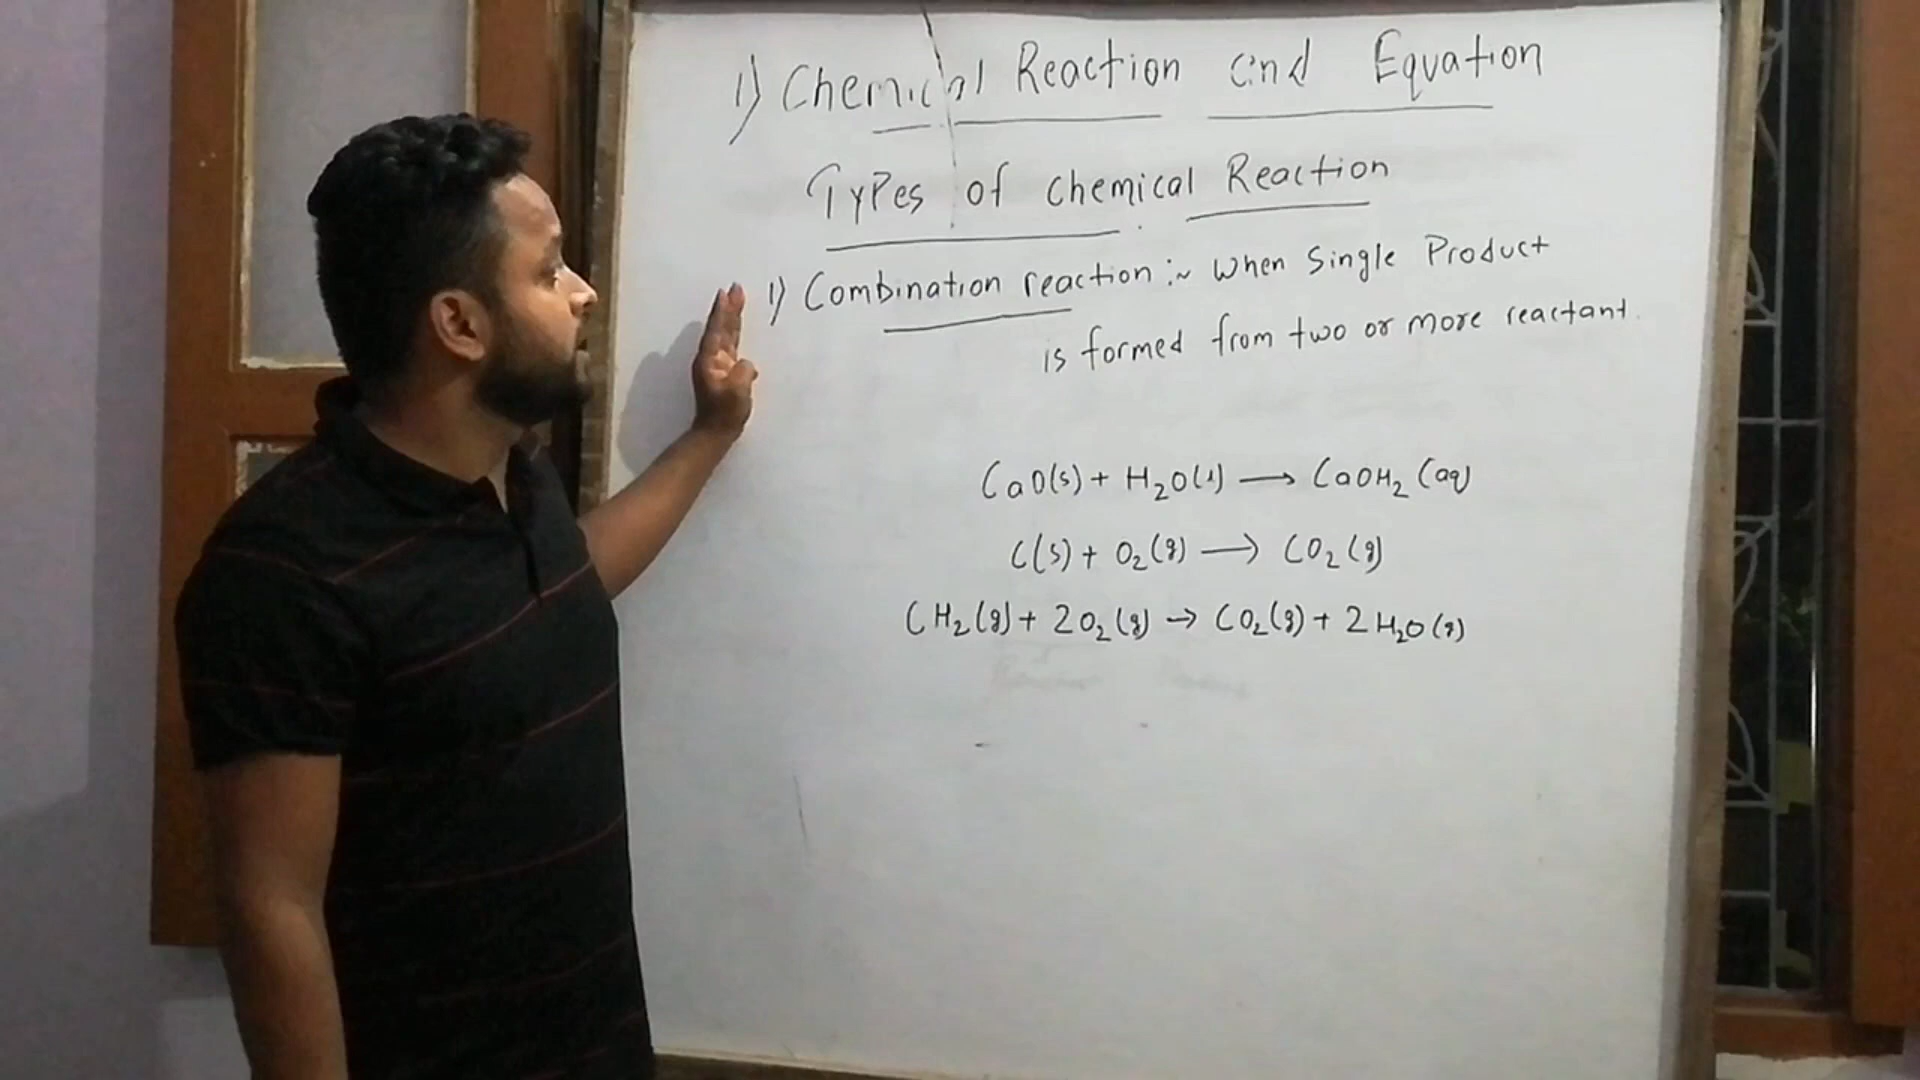 1) Chemical Reaction and Equation
Types of chemical Reaction
1) Combination reaction :~ when single Product
is formed from two or more reactant.
CaO(s) + H₂O(l) → CaOH₂ (aq)
C(s) + O₂(g) → CO₂(g)
CH₂(g) + 2O₂(g) → CO₂(g) + 2H₂O(g)